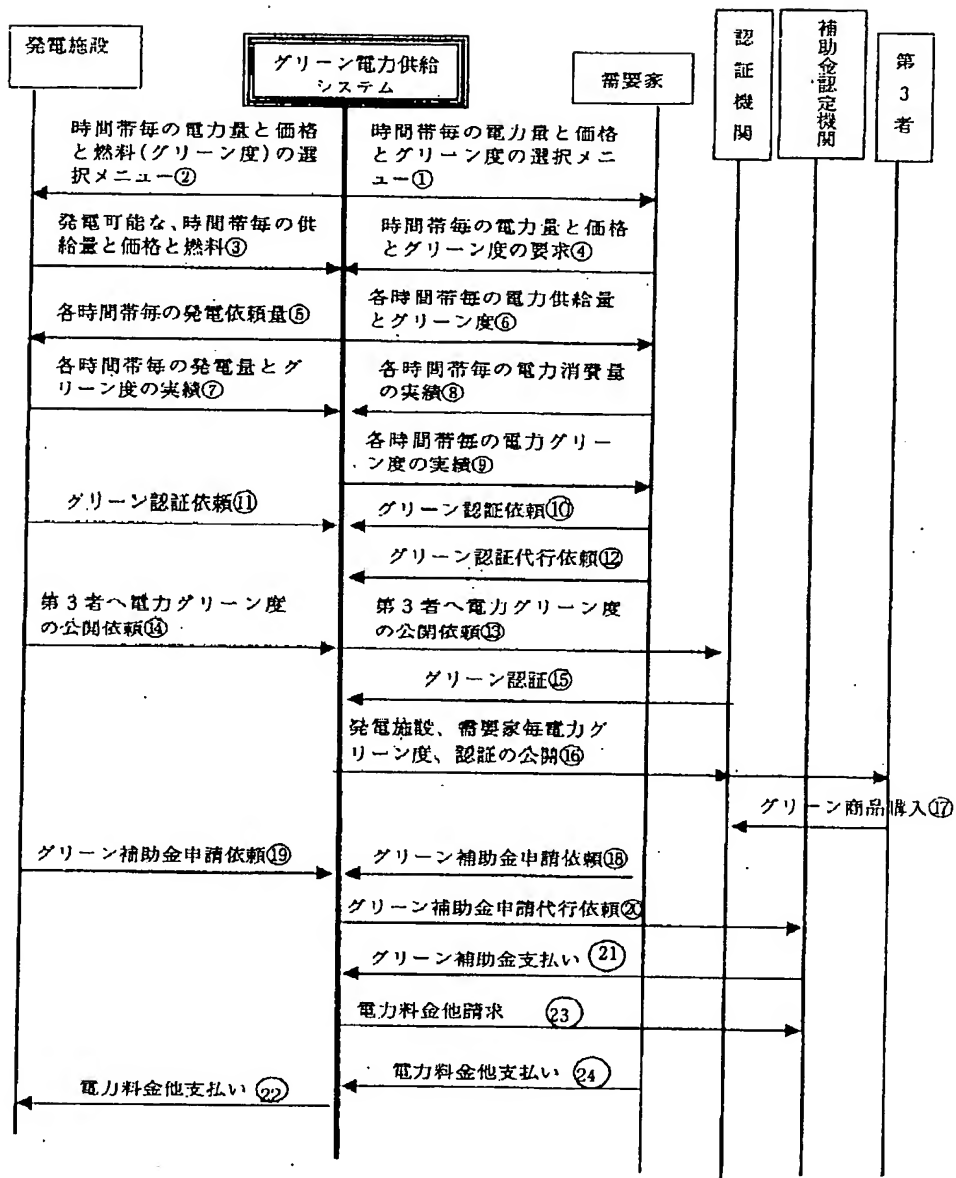 発電施設
グリーン電力供給
システム
需要家
認証機関
補助金認定機関
第3者
時間帯毎の電力量と価格
と燃料(グリーン度)の選
択メニュー②
時間帯毎の電力量と価格
とグリーン度の選択メニ
ュー①
発電可能な、時間帯毎の供
給量と価格と燃料③
時間帯毎の電力量と価格
とグリーン度の要求④
各時間帯毎の発電依頼量⑤
各時間帯毎の電力供給量
とグリーン度⑥
各時間帯毎の発電量とグ
リーン度の実績⑦
各時間帯毎の電力消費量
の実績⑧
各時間帯毎の電力グリー
ン度の実績⑨
グリーン認証依頼⑪
グリーン認証依頼⑩
グリーン認証代行依頼⑫
第3者へ電力グリーン度
の公開依頼⑭
第3者へ電力グリーン度
の公開依頼⑬
グリーン認証⑮
発電施設、需要家毎電力グ
リーン度、認証の公開⑯
グリーン商品購入⑰
グリーン補助金申請依頼⑲
グリーン補助金申請依頼⑱
グリーン補助金申請代行依頼⑳
グリーン補助金支払い㉑
電力料金他請求 ㉓
電力料金他支払い㉔
電力料金他支払い㉒